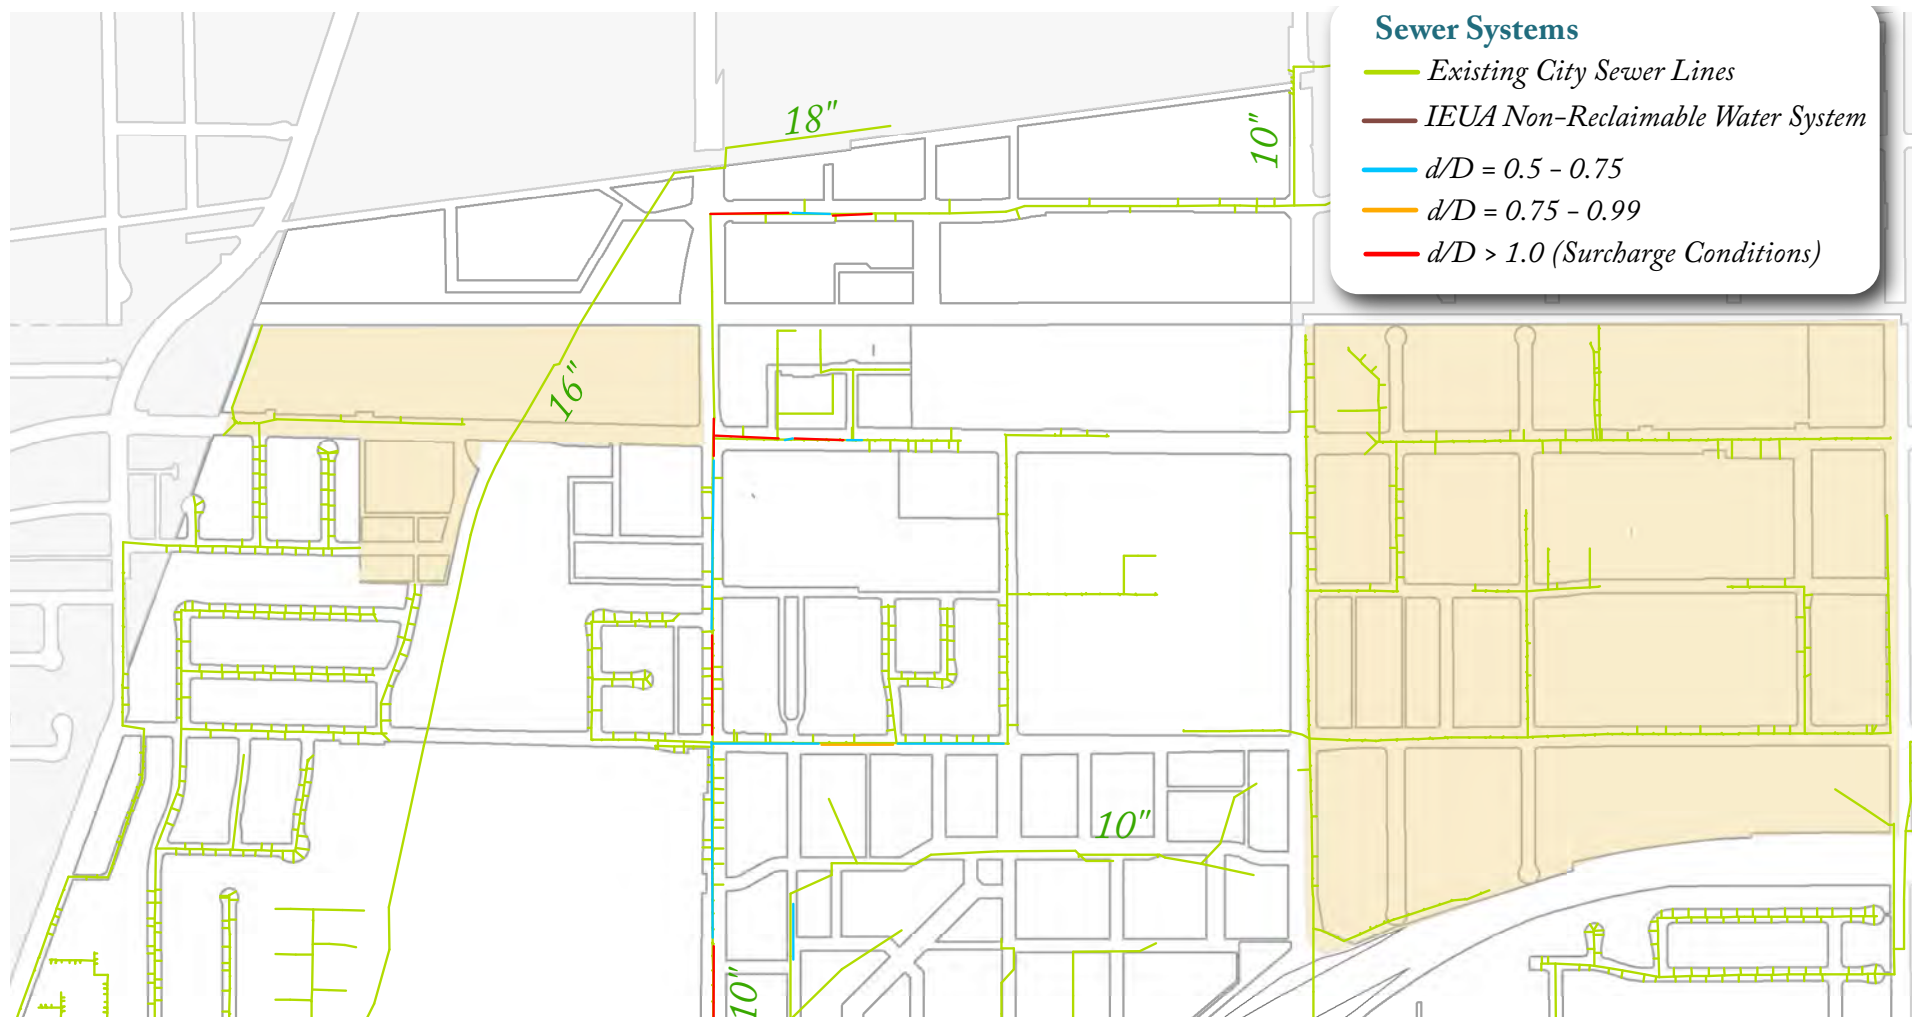 Sewer Systems
Existing City Sewer Lines
IEUA Non-Reclaimable Water System
d/D = 0.5 - 0.75
d/D = 0.75 - 0.99
d/D > 1.0 (Surcharge Conditions)
18"
10"
16"
10"
10"